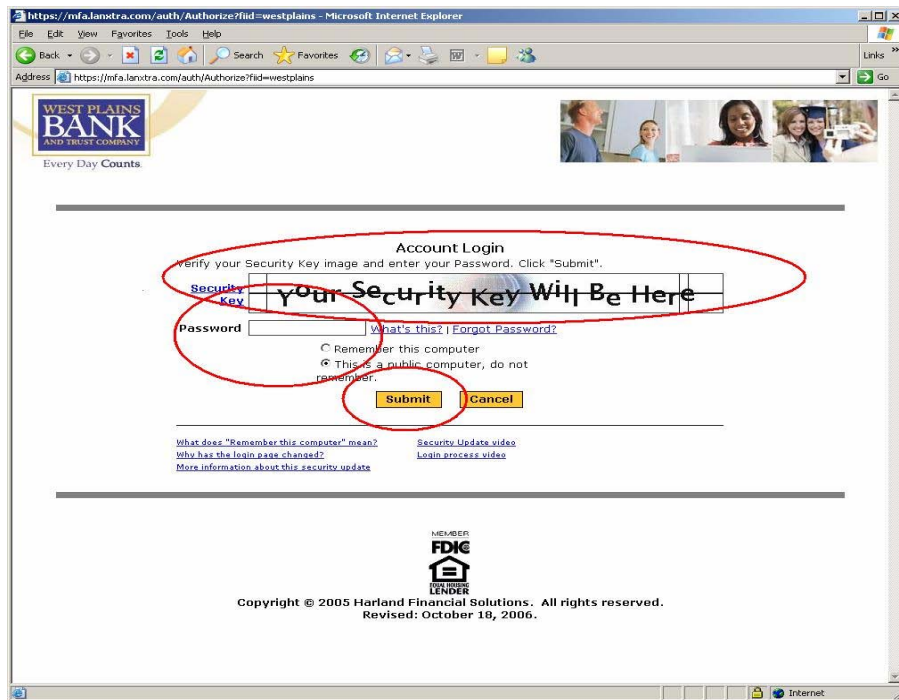 https://mfa.lanxtra.com/auth/Authorize?fiid=westplains - Microsoft Internet Explorer
File Edit View Favorites Tools Help
Back Search Favorites Links
Address https://mfa.lanxtra.com/auth/Authorize?fiid=westplains Go
WEST PLAINS
BANK
AND TRUST COMPANY
Every Day Counts
Account Login
Verify your Security Key image and enter your Password. Click "Submit".
Security
Key
Your Security Key Will Be Here
Password What's this? | Forgot Password?
Remember this computer
This is a public computer, do not
remember.
Submit Cancel
What does "Remember this computer" mean? Security Update video
Why has the login page changed? Login process video
More information about this security update
MEMBER
FDIC
EQUAL HOUSING
LENDER
Copyright © 2005 Harland Financial Solutions. All rights reserved.
Revised: October 18, 2006.
Internet